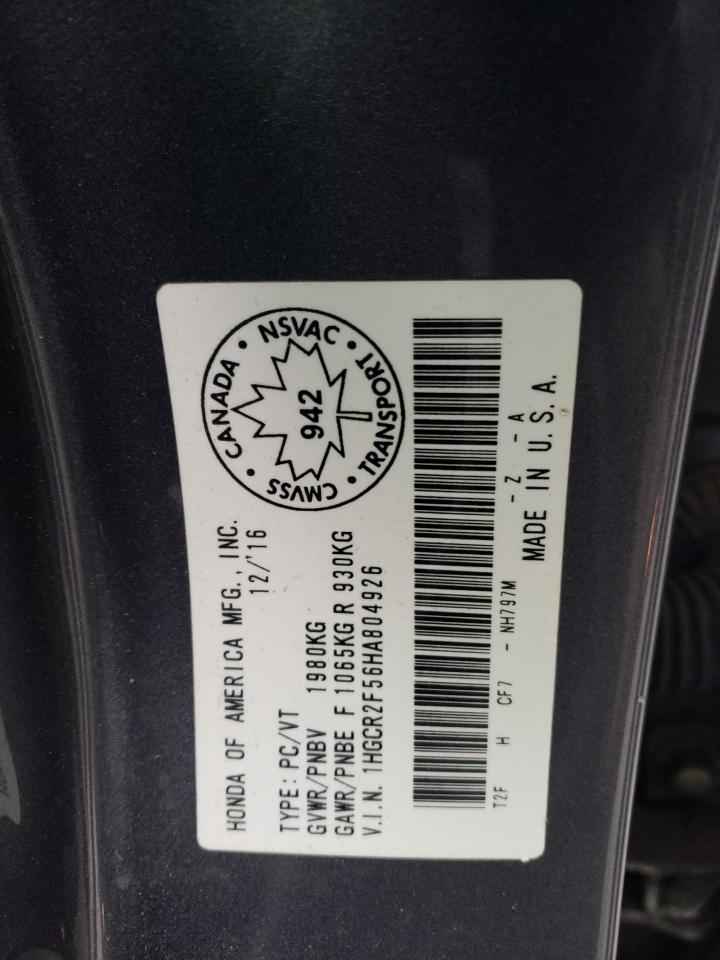 HONDA OF AMERICA MFG., INC.
12/'16
TYPE: PC/VT
GVWR/PNBV 1980KG
GAWR/PNBE F 1065KG R 930KG
V.I.N. 1HGCR2F56HA804926
CANADA • NSVAC • TRANSPORT • CMVSS •
942
T2F H CF7 - NH797M - Z - A
MADE IN U.S.A.